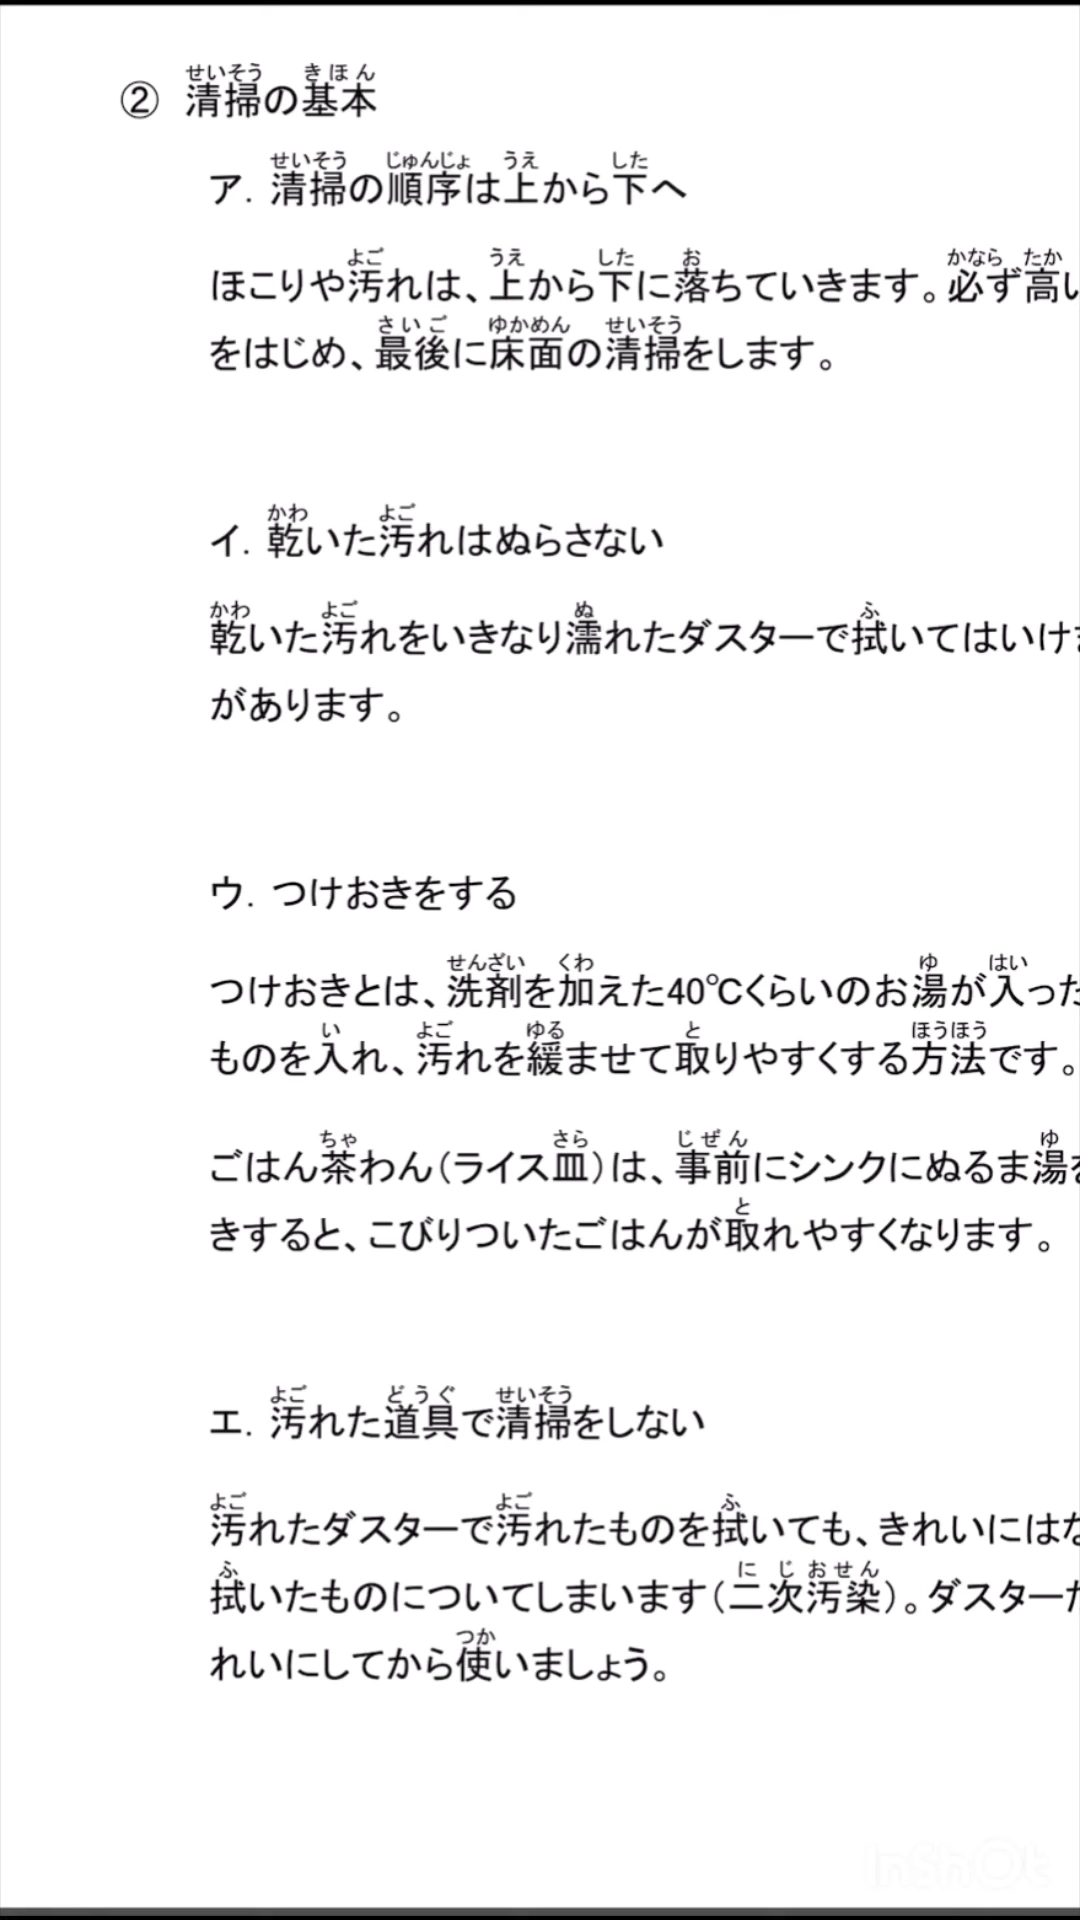 ② 清掃の基本
ア. 清掃の順序は上から下へ
ほこりや汚れは、上から下に落ちていきます。必ず高い
をはじめ、最後に床面の清掃をします。
イ. 乾いた汚れはぬらさない
乾いた汚れをいきなり濡れたダスターで拭いてはいけま
があります。
ウ. つけおきをする
つけおきとは、洗剤を加えた40℃くらいのお湯が入った
ものを入れ、汚れを緩ませて取りやすくする方法です。
ごはん茶わん(ライス皿)は、事前にシンクにぬるま湯を
きすると、こびりついたごはんが取れやすくなります。
エ. 汚れた道具で清掃をしない
汚れたダスターで汚れたものを拭いても、きれいにはな
拭いたものについてしまいます(二次汚染)。ダスターだ
れいにしてから使いましょう。
InShOt